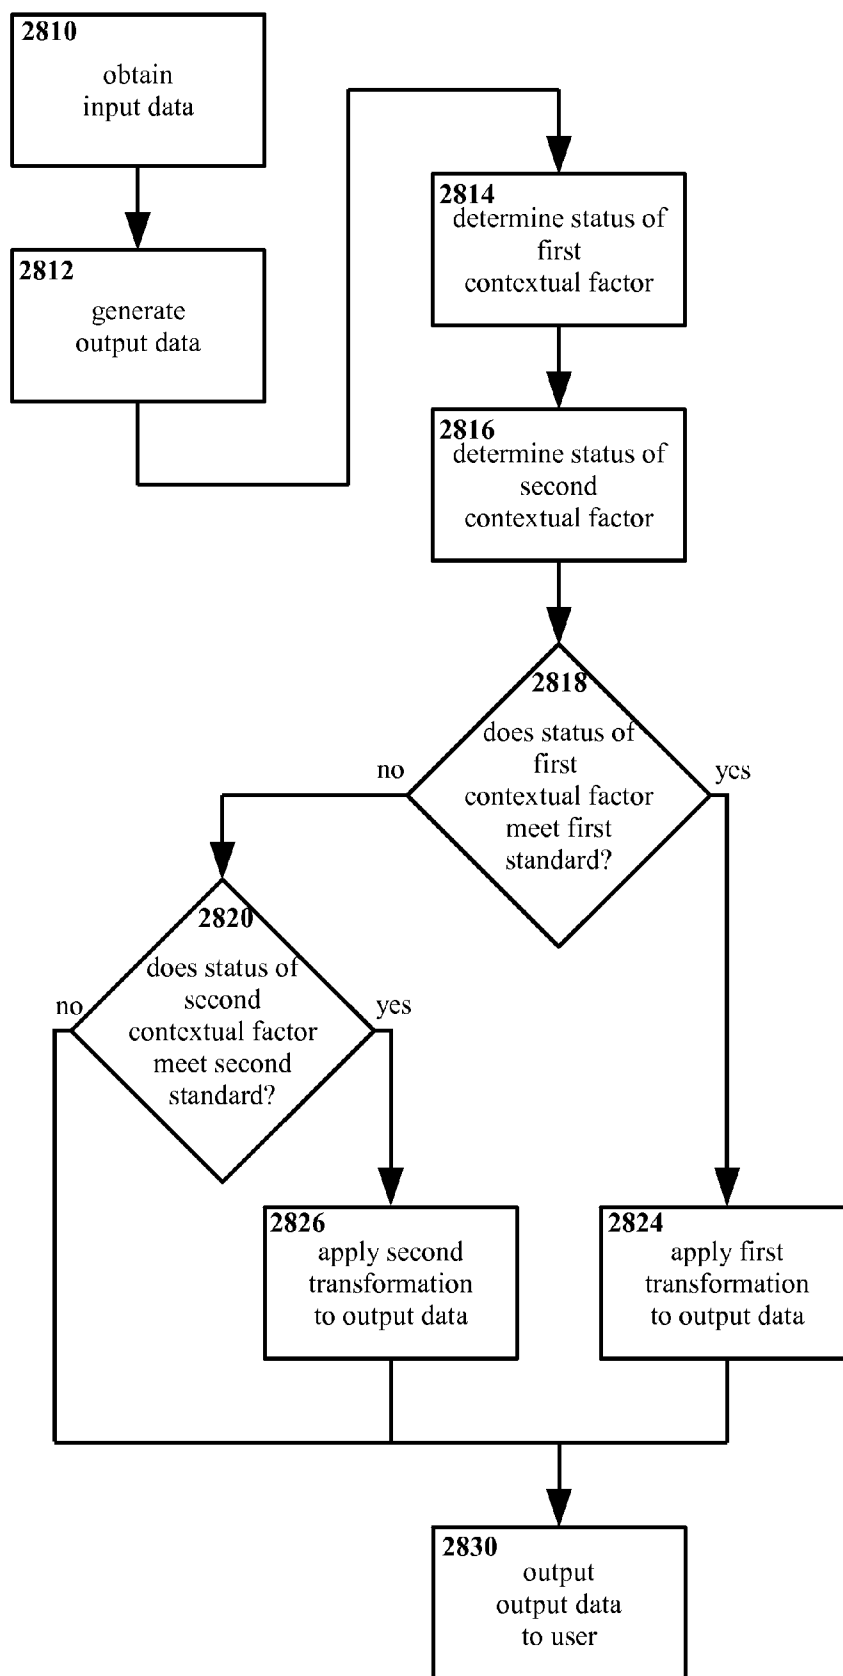 2810
obtain
input data
2812
generate
output data
2814
determine status of
first
contextual factor
2816
determine status of
second
contextual factor
2818
does status of
first
contextual factor
meet first
standard?
no
yes
2820
does status of
second
contextual factor
meet second
standard?
no
yes
2826
apply second
transformation
to output data
2824
apply first
transformation
to output data
2830
output
output data
to user